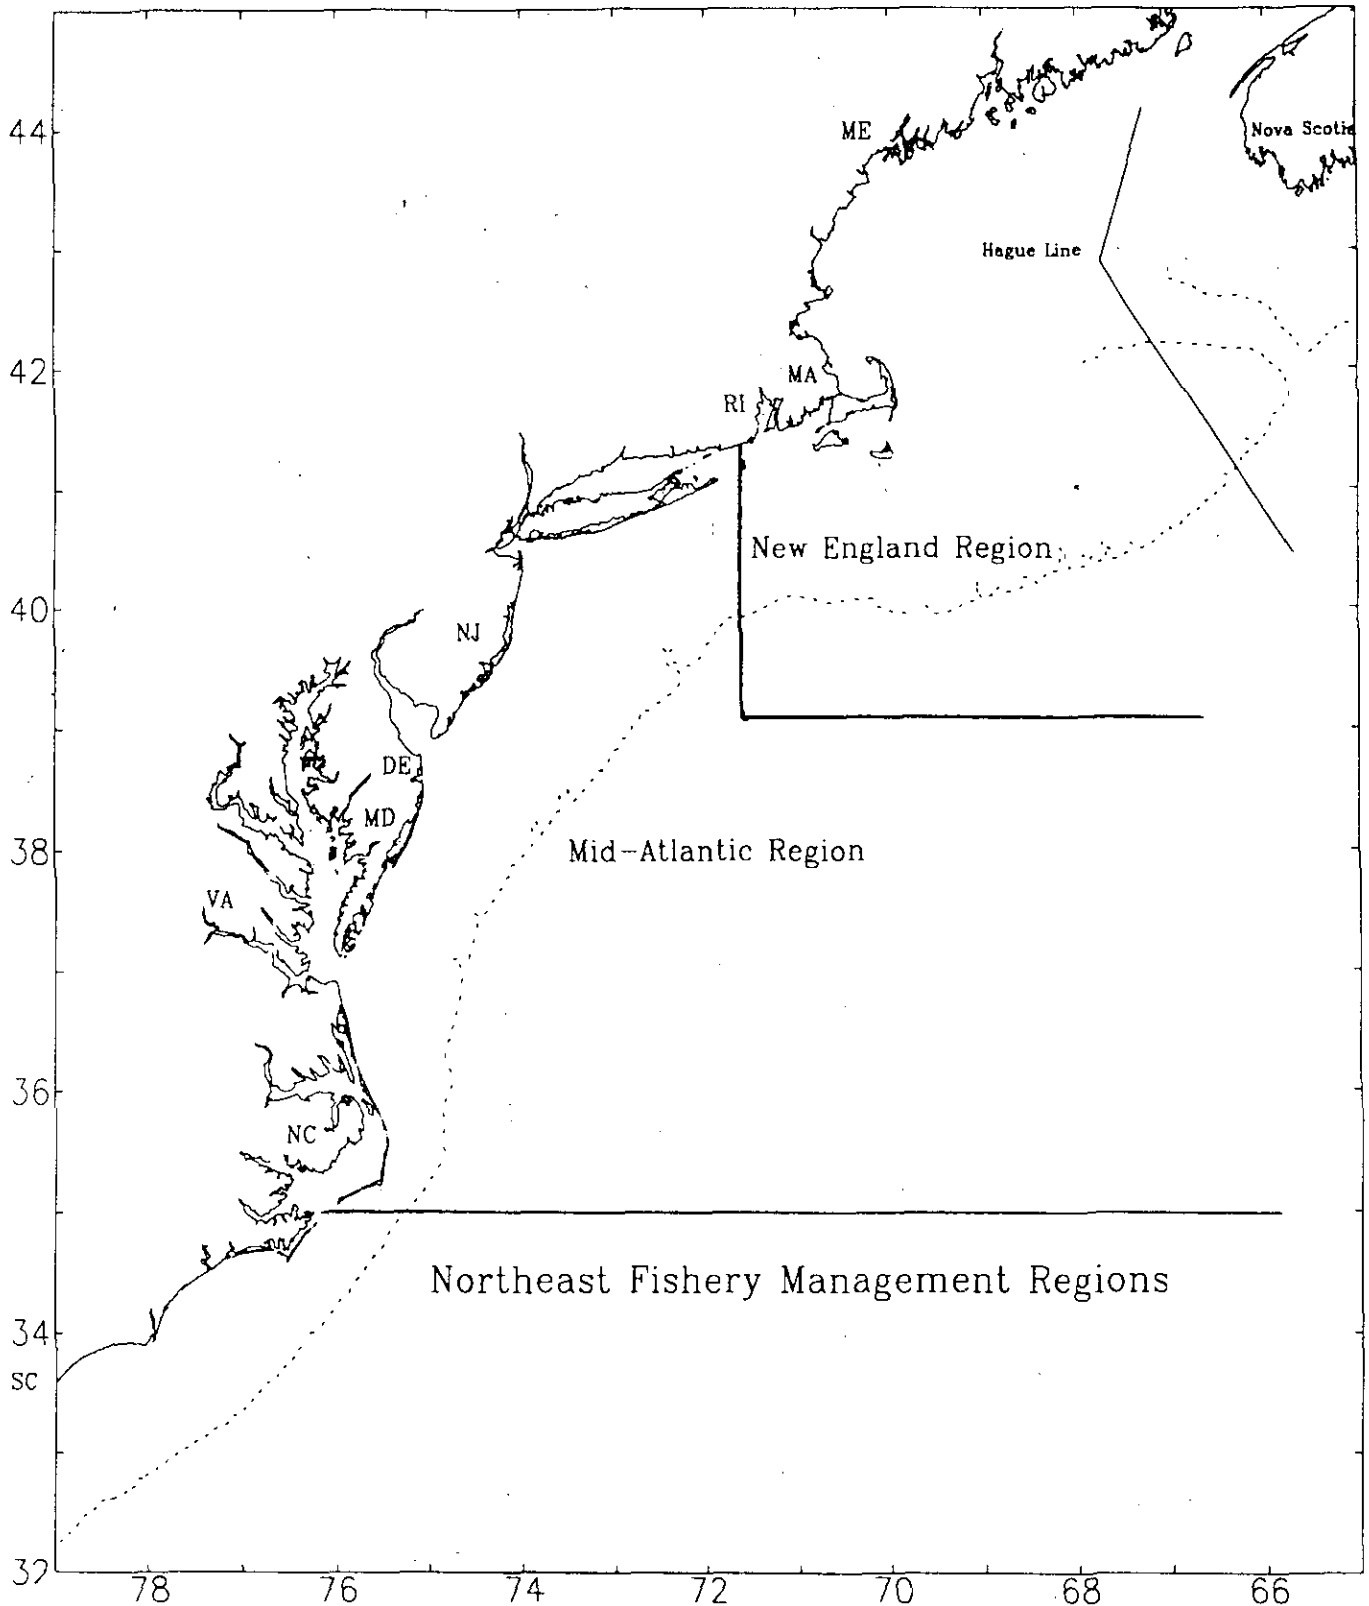 44
ME
Nova Scotia
Hague Line
42
MA
RI
New England Region
40
NJ
DE
MD
38
Mid-Atlantic Region
VA
36
NC
Northeast Fishery Management Regions
34
SC
32
78 76 74 72 70 68 66